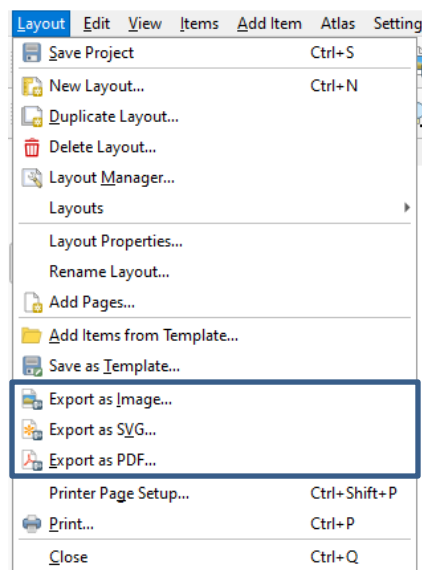 Layout Edit View Items Add Item Atlas Setting
Save Project Ctrl+S
New Layout... Ctrl+N
Duplicate Layout...
Delete Layout...
Layout Manager...
Layouts
Layout Properties...
Rename Layout...
Add Pages...
Add Items from Template...
Save as Template...
Export as Image...
Export as SVG...
Export as PDF...
Printer Page Setup... Ctrl+Shift+P
Print... Ctrl+P
Close Ctrl+Q